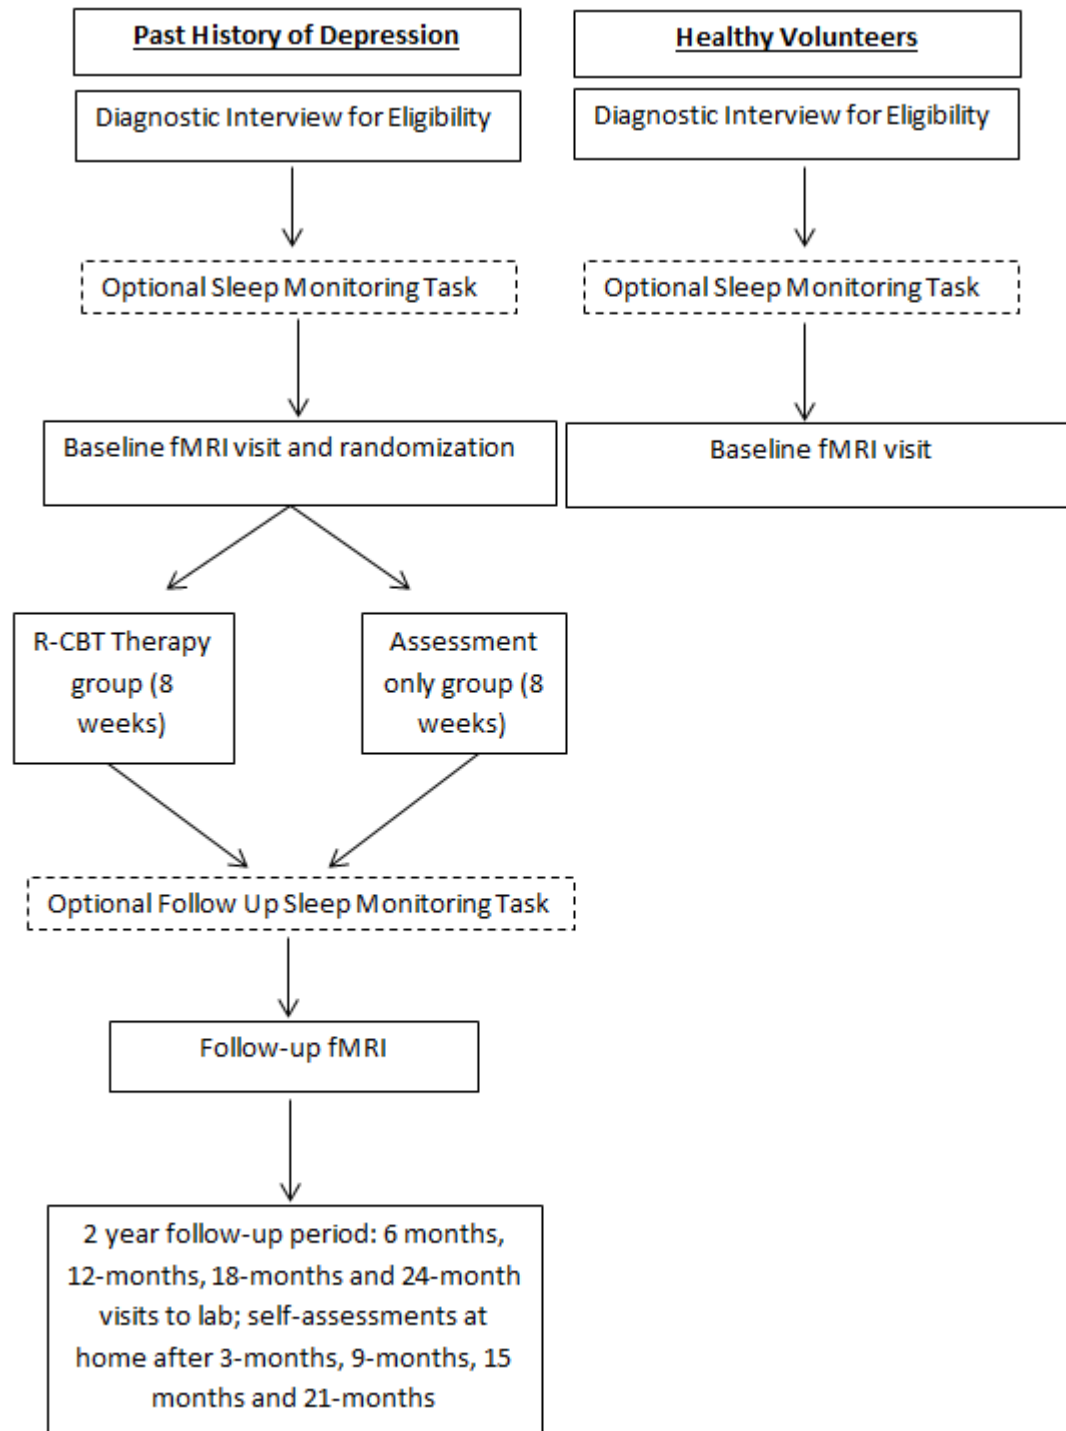 Past History of Depression
Healthy Volunteers
Diagnostic Interview for Eligibility
Diagnostic Interview for Eligibility
Optional Sleep Monitoring Task
Optional Sleep Monitoring Task
Baseline fMRI visit and randomization
Baseline fMRI visit
R-CBT Therapy
group (8
weeks)
Assessment
only group (8
weeks)
Optional Follow Up Sleep Monitoring Task
Follow-up fMRI
2 year follow-up period: 6 months,
12-months, 18-months and 24-month
visits to lab; self-assessments at
home after 3-months, 9-months, 15
months and 21-months